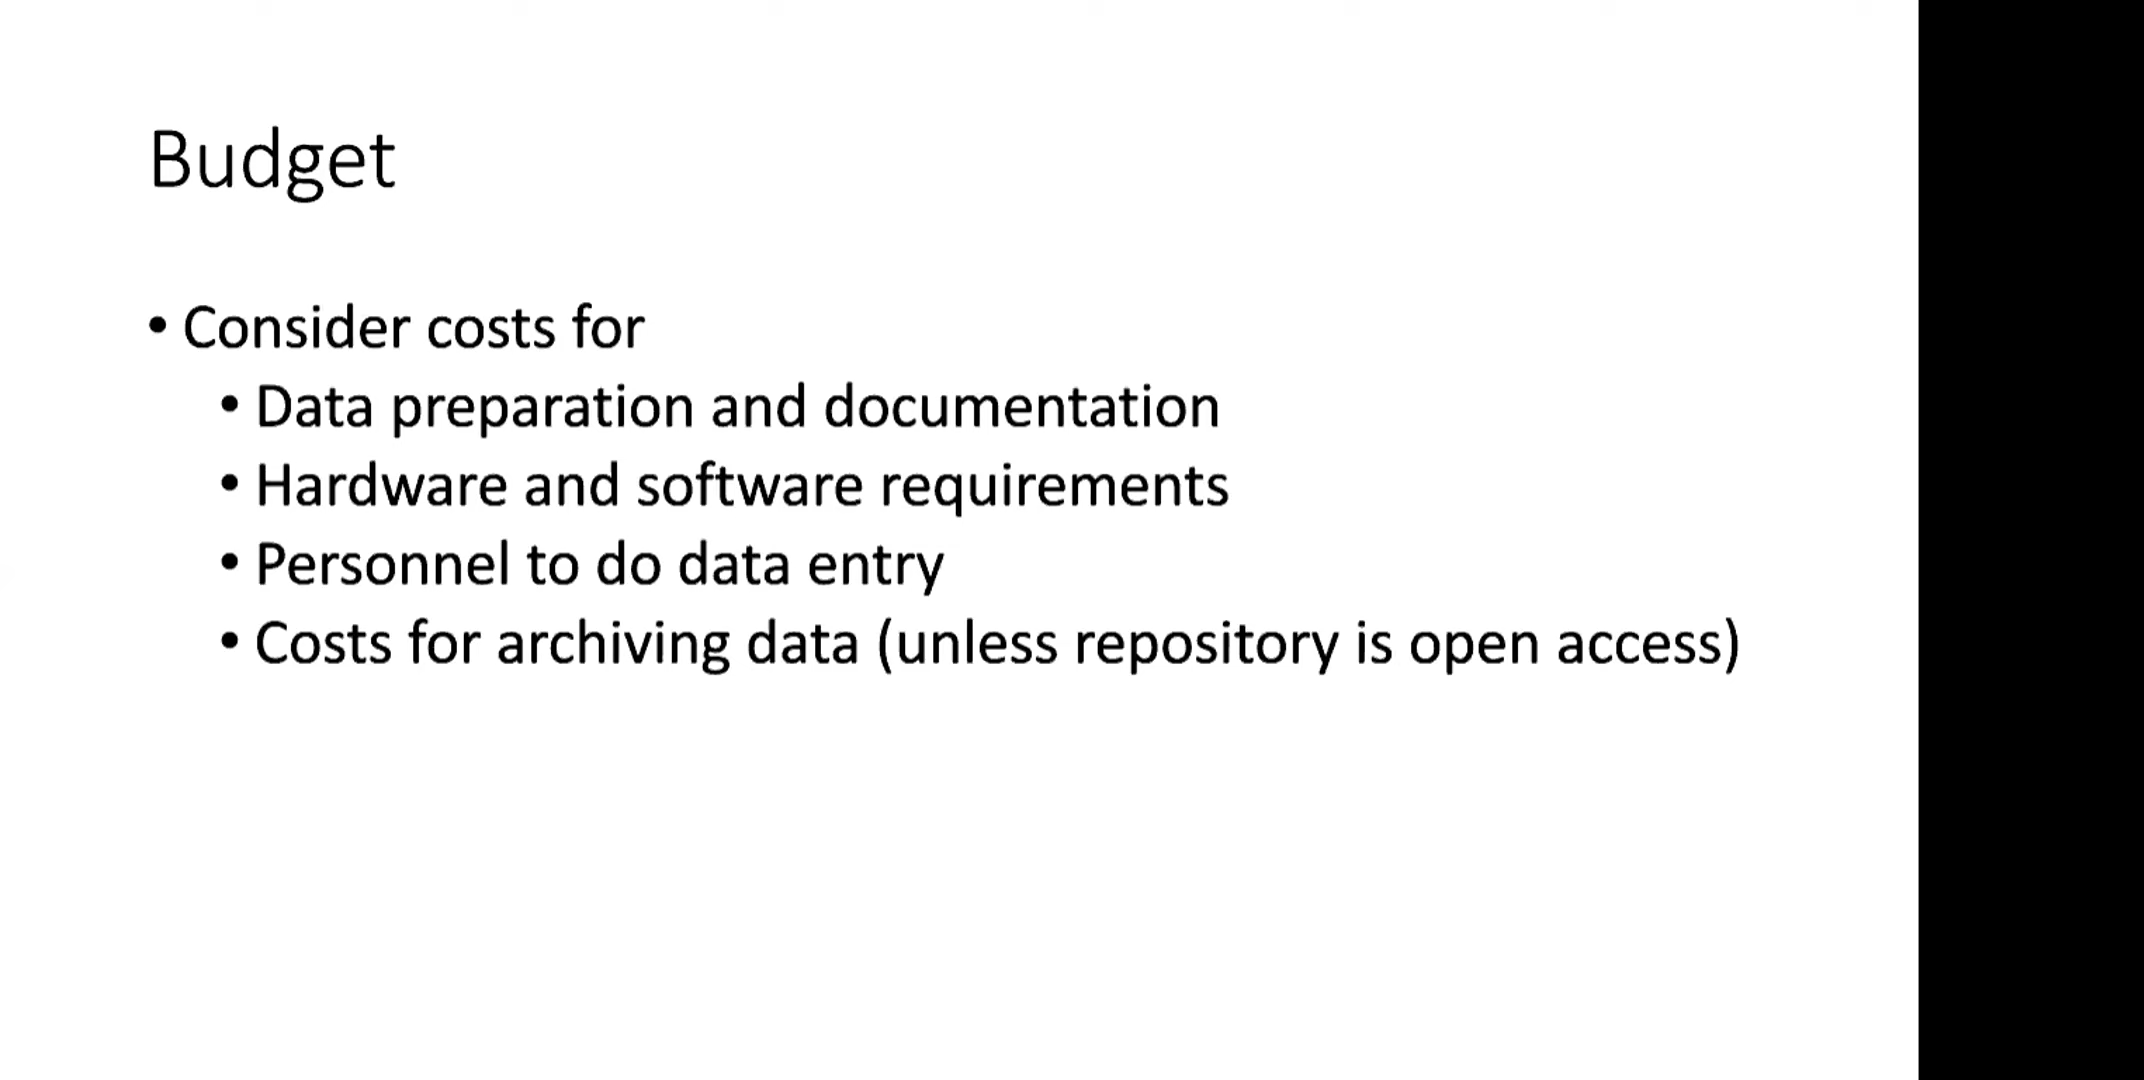 Budget
• Consider costs for
• Data preparation and documentation
• Hardware and software requirements
• Personnel to do data entry
• Costs for archiving data (unless repository is open access)